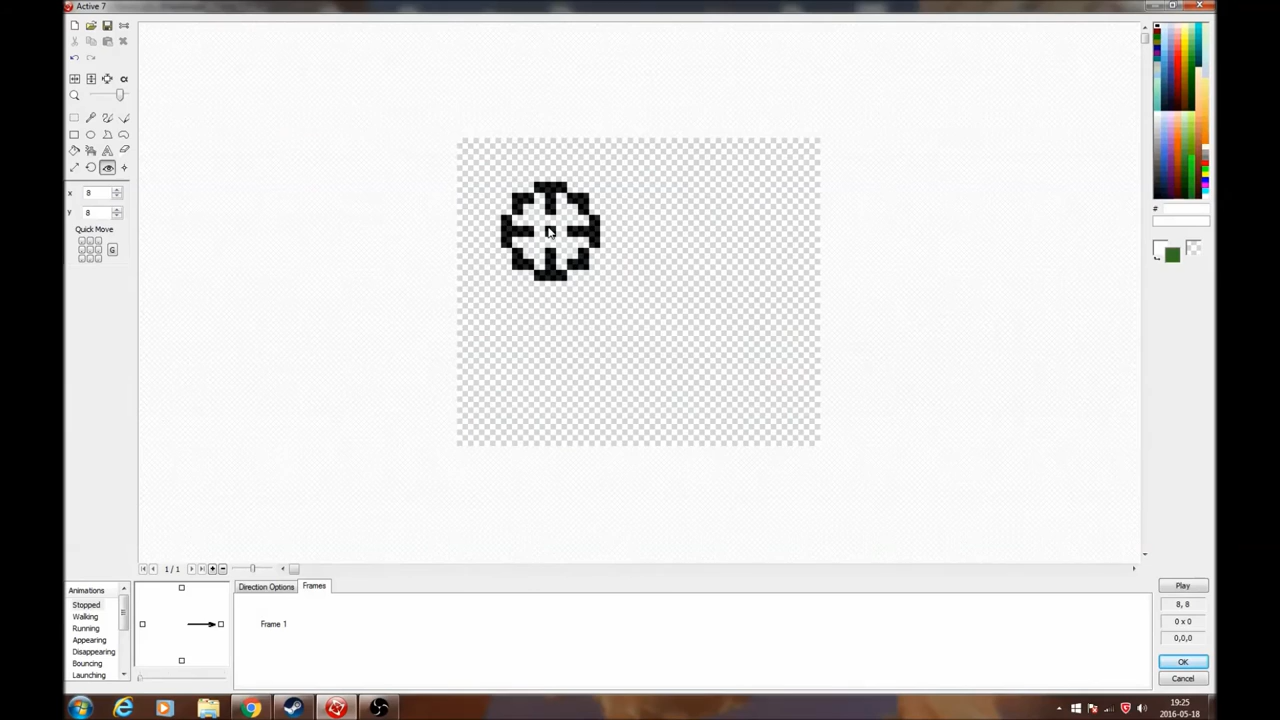 Active 7
x 8
y 8
Quick Move
G
#
1 / 1
Animations
Stopped
Walking
Running
Appearing
Disappearing
Bouncing
Launching
Direction Options
Frames
Frame 1
Play
8, 8
0 x 0
0,0,0
OK
Cancel
19:25
2016-05-18